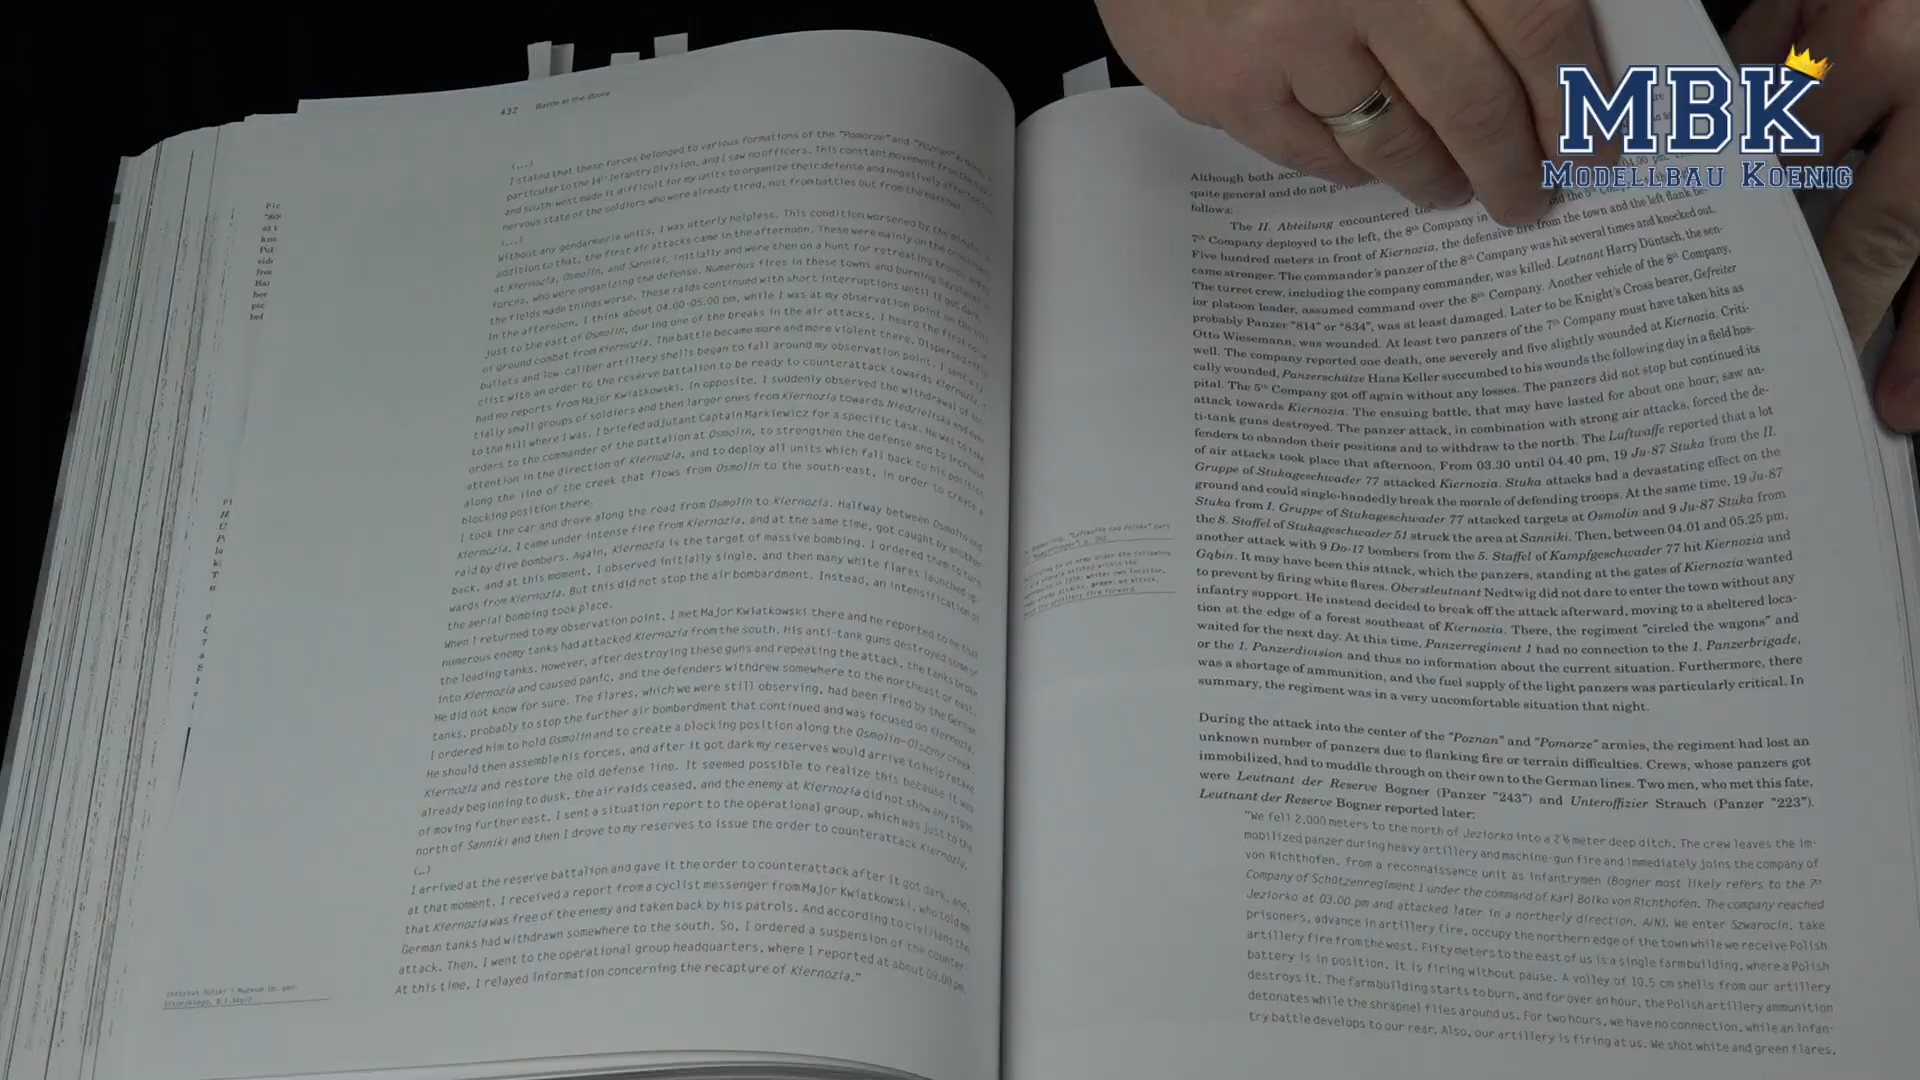 432 Battle at the Bzura
(...)
I stated that these forces belonged to various formations of the "Pomorze" and "Poznan"
particular to the 14th Infantry Division, and I saw no officers. This constant movement from the
and south-west made it difficult for my units to organize their defense and negatively
nervous state of the soldiers who were already tired, not from battles but from the marches.
(...)
Without any gendarmerie units, I was utterly helpless. This condition worsened by the
addition to that, the first air attacks came in the afternoon. These were mainly on the
at Kiernozia, Osmolin, and Sanniki, initially and were then on a hunt for retreating
forces, who were organizing the defense. Numerous fires in these towns and burning
the fields made things worse. These raids continued with short interruptions until it got dark.
In the afternoon, I think about 04.00-05.00 pm, while I was at my observation point on the hill
just to the east of Osmolin, during one of the breaks in the air attacks, I heard the first
of ground combat from Kiernozia. The battle became more and more violent there. Dispersing
bullets and low-caliber artillery shells began to fall around my observation point. I sent a cy-
clist with an order to the reserve battalion to be ready to counterattack towards Kiernozia. I
had no reports from Major Kwiatkowski. In opposite, I suddenly observed the withdrawal of ini-
tially small groups of soldiers and then larger ones from Kiernozia towards Niedzieliska and even
to the hill where I was. I briefed adjutant Captain Markiewicz for a specific task. He was to take
orders to the commander of the battalion at Osmolin, to strengthen the defense and to increase
attention in the direction of Kiernozia, and to deploy all units which fall back to his position
along the line of the creek that flows from Osmolin to the south-east, in order to create a
blocking position there.
I took the car and drove along the road from Osmolin to Kiernozia. Halfway between Osmolin and
Kiernozia, I came under intense fire from Kiernozia, and at the same time, got caught by another
raid by dive bombers. Again, Kiernozia is the target of massive bombing. I ordered them to turn
back, and at this moment, I observed initially single, and then many white flares launched up-
wards from Kiernozia. But this did not stop the air bombardment. Instead, an intensification of
the aerial bombing took place.
When I returned to my observation point, I met Major Kwiatkowski there and he reported to me that
numerous enemy tanks had attacked Kiernozia from the south. His anti-tank guns destroyed some of
the leading tanks. However, after destroying these guns and repeating the attack, the tanks broke
into Kiernozia and caused panic, and the defenders withdrew somewhere to the northeast or east.
He did not know for sure. The flares, which we were still observing, had been fired by the German
tanks, probably to stop the further air bombardment that continued and was focused on Kiernozia.
I ordered him to hold Osmolin and to create a blocking position along the Osmolin–Olszyny creek.
He should then assemble his forces, and after it got dark my reserves would arrive to help retake
Kiernozia and restore the old defense line. It seemed possible to realize this because it was
already beginning to dusk, the air raids ceased, and the enemy at Kiernozia did not show any signs
of moving further east. I sent a situation report to the operational group, which was just to the
north of Sanniki and then I drove to my reserves to issue the order to counterattack Kiernozia.
(…)
I arrived at the reserve battalion and gave it the order to counterattack after it got dark, and,
at that moment, I received a report from a cyclist messenger from Major Kwiatkowski, who told me
that Kiernozia was free of the enemy and taken back by his patrols. And according to civilians the
German tanks had withdrawn somewhere to the south. So, I ordered a suspension of the counter-
attack. Then, I went to the operational group headquarters, where I reported at about 09.00 pm.
At this time, I relayed information concerning the recapture of Kiernozia."
Although both acco
quite general and do not go
follows:
The II. Abteilung encountered the
7th Company deployed to the left, the 8th Company in and the 5th
Five hundred meters in front of Kiernozia, the defensive fire from the town and the left flank be-
came stronger. The commander's panzer of the 8th Company was hit several times and knocked out.
The turret crew, including the company commander, was killed. Leutnant Harry Düntsch, the sen-
ior platoon leader, assumed command over the 8th Company. Another vehicle of the 8th Company,
probably Panzer "814" or "834", was at least damaged. Later to be Knight's Cross bearer, Gefreiter
Otto Wiesemann, was wounded. At least two panzers of the 7th Company must have taken hits as
well. The company reported one death, one severely and five slightly wounded at Kiernozia. Criti-
cally wounded, Panzerschütze Hans Keller succumbed to his wounds the following day in a field hos-
pital. The 5th Company got off again without any losses. The panzers did not stop but continued its
attack towards Kiernozia. The ensuing battle, that may have lasted for about one hour, saw an-
ti-tank guns destroyed. The panzer attack, in combination with strong air attacks, forced the de-
fenders to abandon their positions and to withdraw to the north. The Luftwaffe reported that a lot
of air attacks took place that afternoon. From 03.30 until 04.40 pm, 19 Ju-87 Stuka from the II.
Gruppe of Stukageschwader 77 attacked Kiernozia. Stuka attacks had a devastating effect on the
ground and could single-handedly break the morale of defending troops. At the same time, 19 Ju-87
Stuka from I. Gruppe of Stukageschwader 77 attacked targets at Osmolin and 9 Ju-87 Stuka from
the 8. Staffel of Stukageschwader 51 struck the area at Sanniki. Then, between 04.01 and 05.25 pm,
another attack with 9 Do-17 bombers from the 5. Staffel of Kampfgeschwader 77 hit Kiernozia and
Gąbin. It may have been this attack, which the panzers, standing at the gates of Kiernozia wanted
to prevent by firing white flares. Oberstleutnant Nedtwig did not dare to enter the town without any
infantry support. He instead decided to break off the attack afterward, moving to a sheltered loca-
tion at the edge of a forest southeast of Kiernozia. There, the regiment "circled the wagons" and
waited for the next day. At this time, Panzerregiment 1 had no connection to the 1. Panzerbrigade,
or the 1. Panzerdivision and thus no information about the current situation. Furthermore, there
was a shortage of ammunition, and the fuel supply of the light panzers was particularly critical. In
summary, the regiment was in a very uncomfortable situation that night.
During the attack into the center of the "Poznan" and "Pomorze" armies, the regiment had lost an
unknown number of panzers due to flanking fire or terrain difficulties. Crews, whose panzers got
immobilized, had to muddle through on their own to the German lines. Two men, who met this fate,
were Leutnant der Reserve Bogner (Panzer "243") and Unteroffizier Strauch (Panzer "223").
Leutnant der Reserve Bogner reported later:
"We fell 2,000 meters to the north of Jeziorko into a 2 ½ meter deep ditch. The crew leaves the im-
mobilized panzer during heavy artillery and machine-gun fire and immediately joins the company of
von Richthofen, from a reconnaissance unit as infantrymen (Bogner most likely refers to the 7th
Company of Schützenregiment 1 under the command of Karl Bolko von Richthofen. The company reached
Jeziorko at 03.00 pm and attacked later in a northerly direction, A/N). We enter Szwarocin, take
prisoners, advance in artillery fire, occupy the northern edge of the town while we receive Polish
artillery fire from the west. Fifty meters to the east of us is a single farm building, where a Polish
battery is in position. It is firing without pause. A volley of 10.5 cm shells from our artillery
destroys it. The farm building starts to burn, and for over an hour, the Polish artillery ammunition
detonates while the shrapnel flies around us. For two hours, we have no connection, while an infan-
try battle develops to our rear. Also, our artillery is firing at us. We shot white and green flares,
MBK
MODELLBAU KOENIG